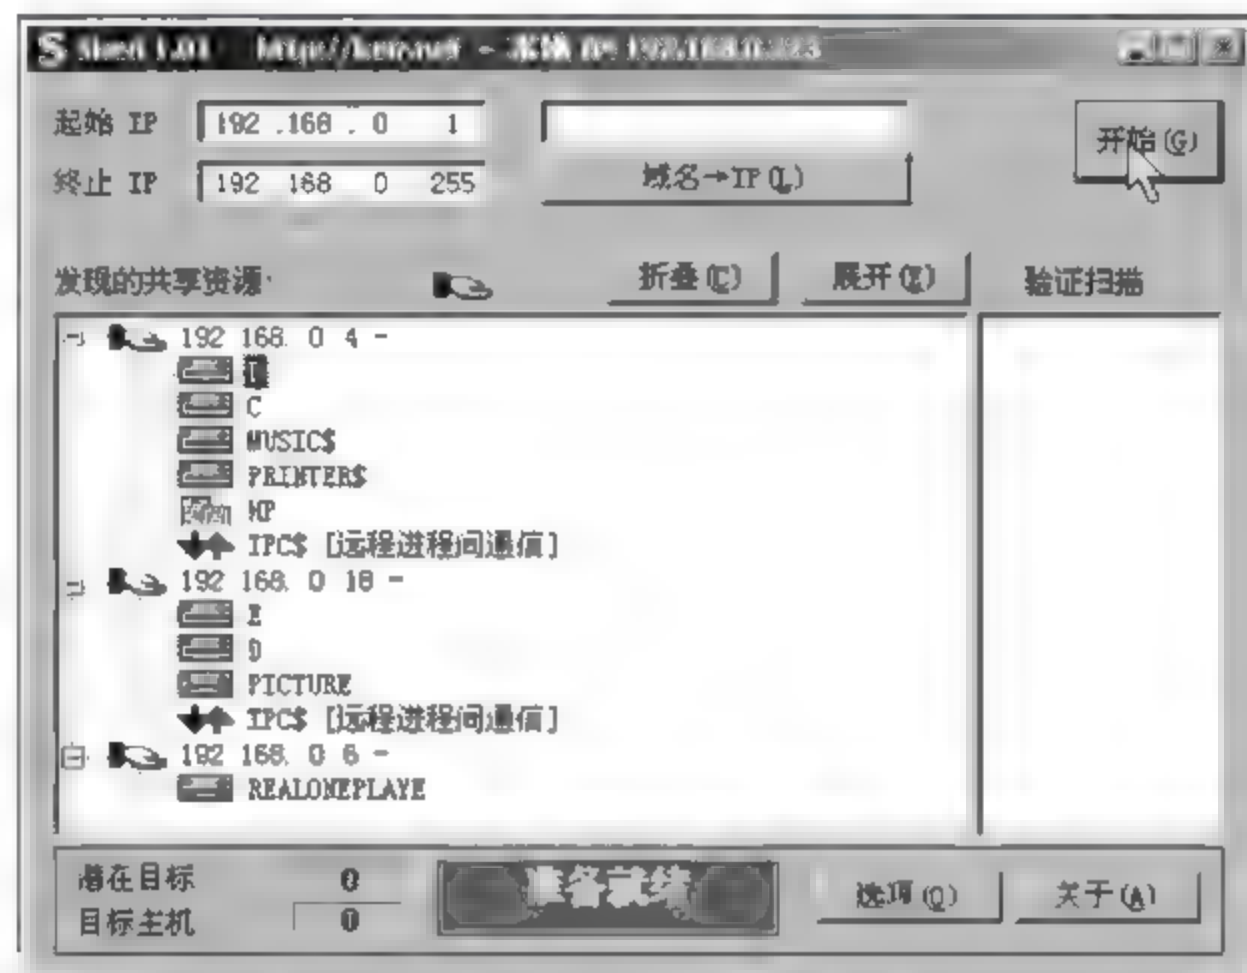 Shed 1.01
起始 IP 192 .168 . 0 1
开始(G)
终止 IP 192 168 0 255
域名→IP(L)
发现的共享资源:
折叠(C)
展开(E)
验证扫描
192 168. 0 4 -
C
MUSIC$
PRINTER$
IPC$ [远程进程间通信]
192 168. 0 18 -
E
D
PICTURE
IPC$ [远程进程间通信]
192 168. 0 6 -
REALONEPLAYE
潜在目标 0
目标主机 0
准备就绪
选项(O)
关于(A)